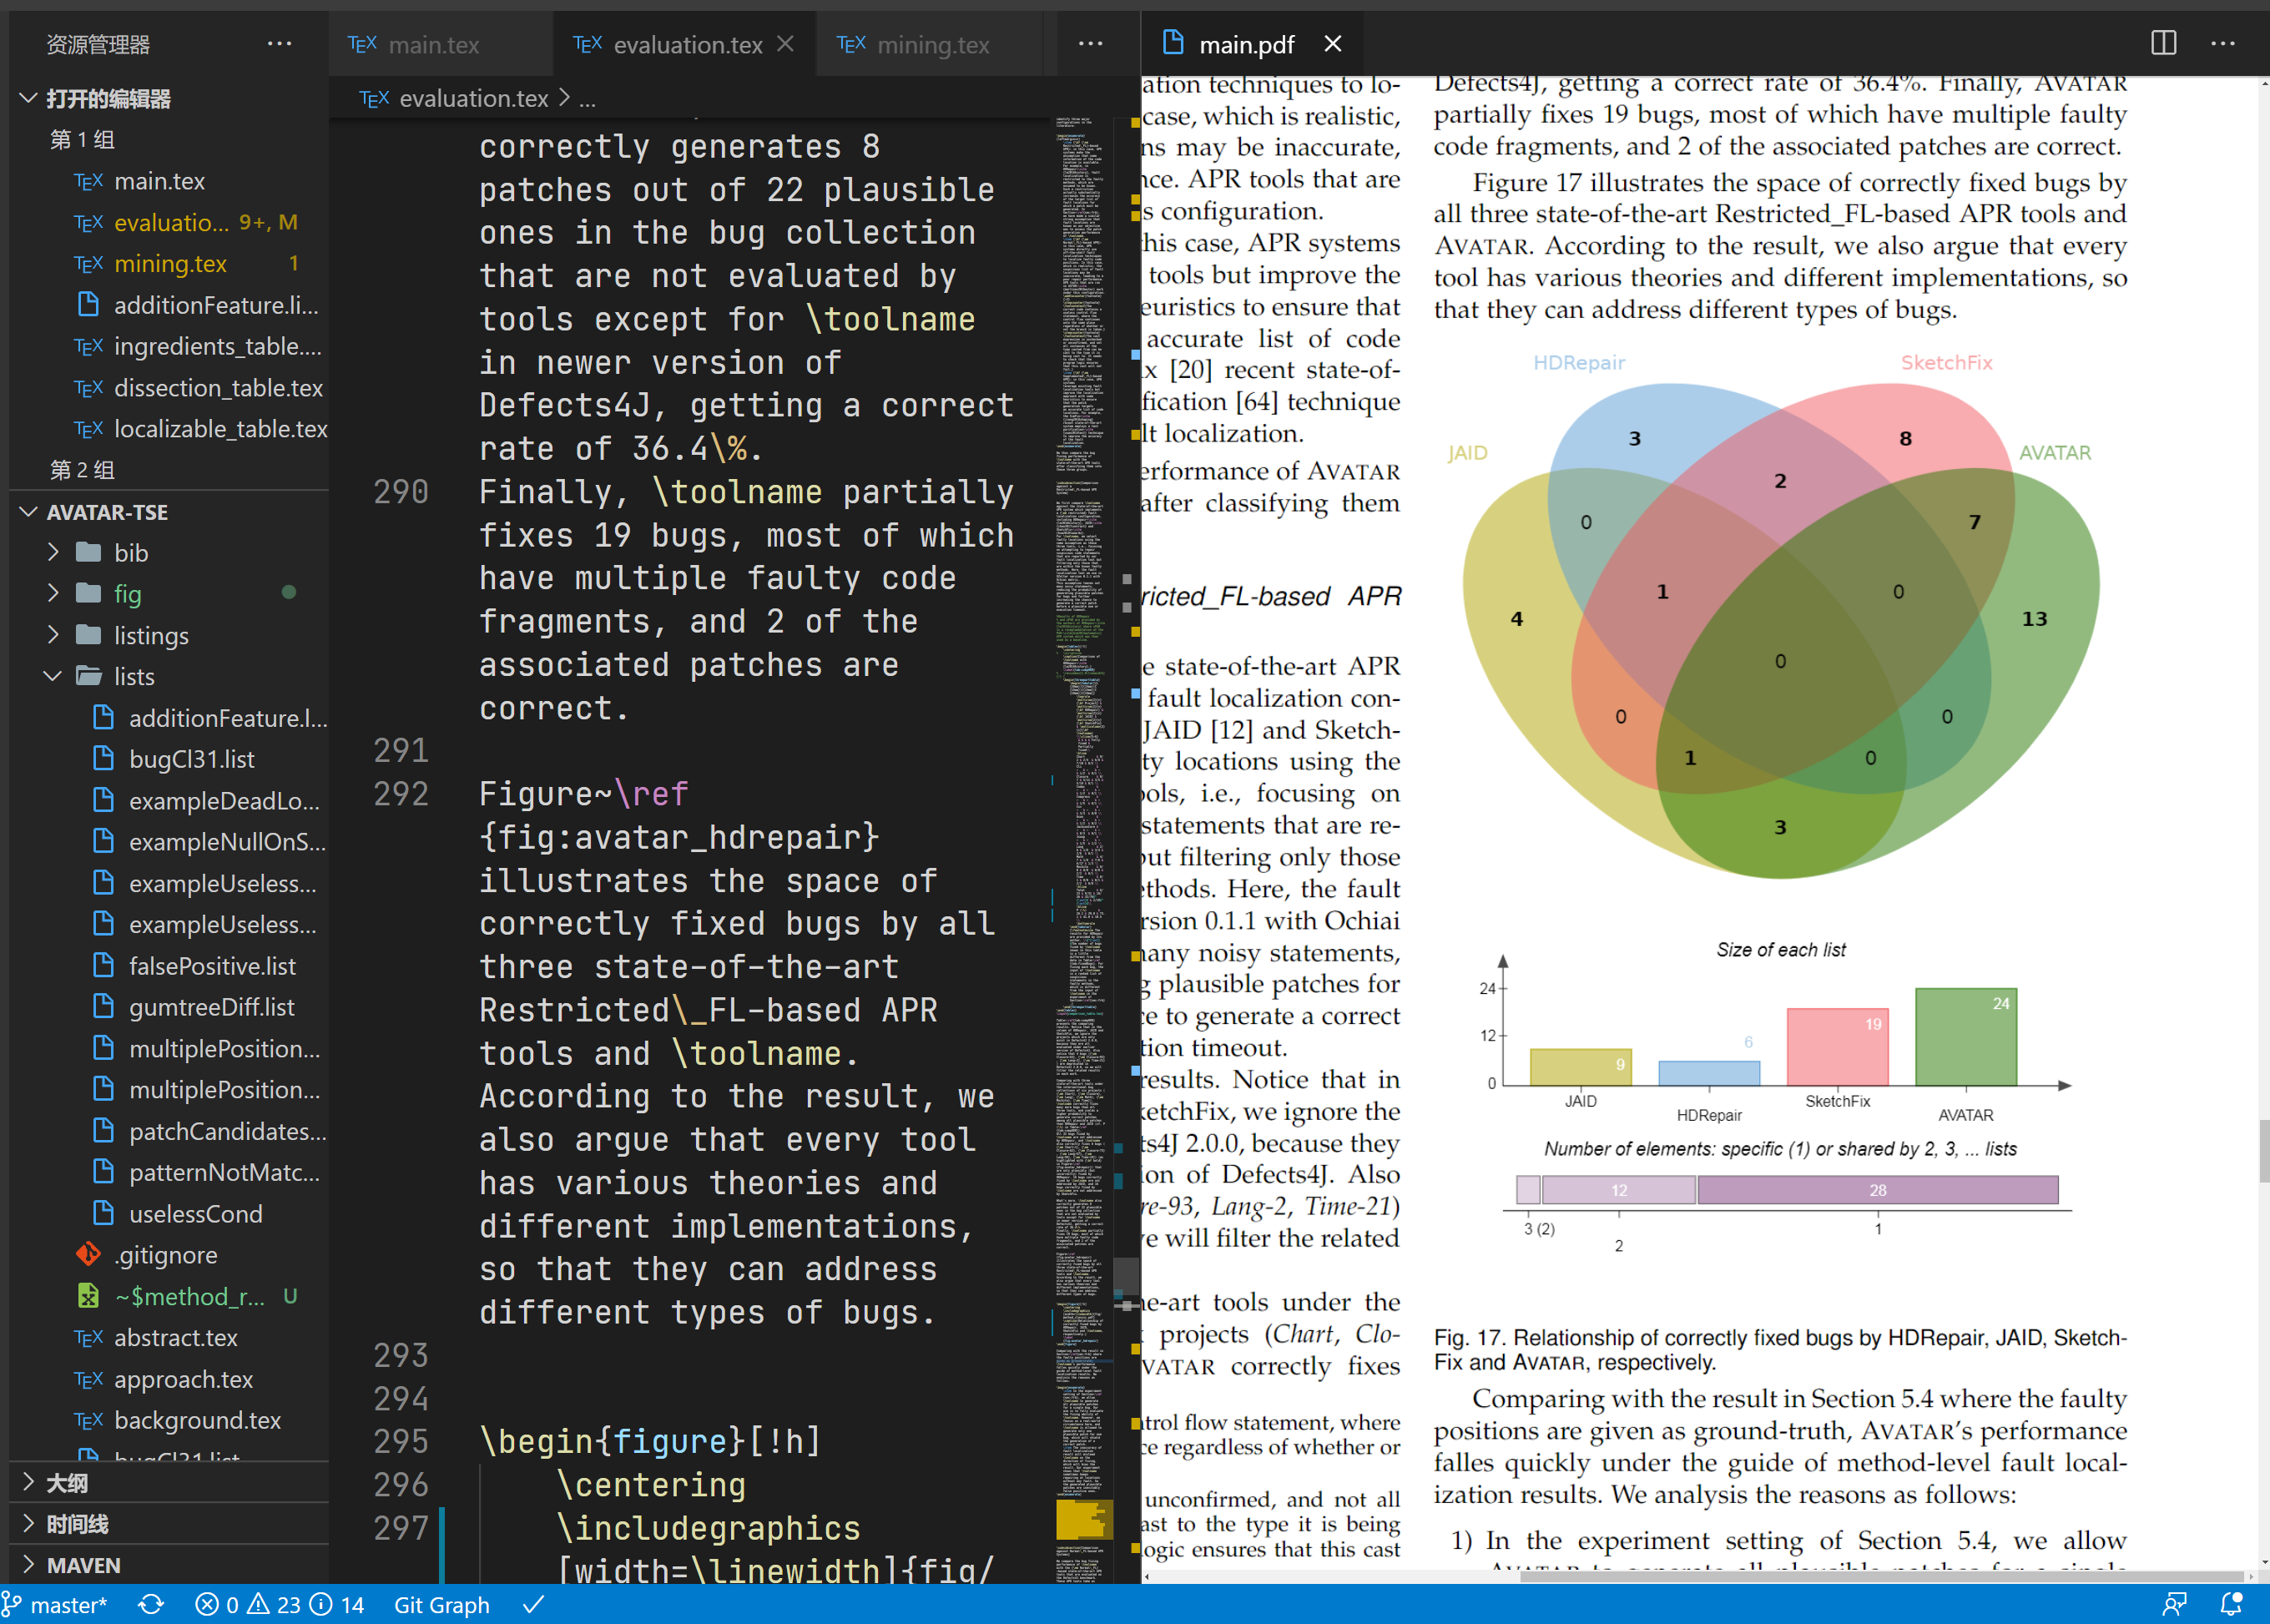 资源管理器
打开的编辑器
第 1 组
main.tex
evaluatio... 9+, M
mining.tex 1
additionFeature.li...
ingredients_table....
dissection_table.tex
localizable_table.tex
第 2 组
AVATAR-TSE
bib
fig
listings
lists
additionFeature.l...
bugCl31.list
exampleDeadLo...
exampleNullOnS...
exampleUseless...
exampleUseless...
falsePositive.list
gumtreeDiff.list
multiplePosition...
multiplePosition...
patchCandidates...
patternNotMatc...
uselessCond
.gitignore
~$method_r... U
abstract.tex
approach.tex
background.tex
bugCl31.list
大纲
时间线
MAVEN
TEX main.tex
TEX evaluation.tex
TEX mining.tex
TEX evaluation.tex > ...
correctly generates 8
patches out of 22 plausible
ones in the bug collection
that are not evaluated by
tools except for \toolname
in newer version of
Defects4J, getting a correct
rate of 36.4\%.
290 Finally, \toolname partially
fixes 19 bugs, most of which
have multiple faulty code
fragments, and 2 of the
associated patches are
correct.
291
292 Figure~\ref
{fig:avatar_hdrepair}
illustrates the space of
correctly fixed bugs by all
three state-of-the-art
Restricted\_FL-based APR
tools and \toolname.
According to the result, we
also argue that every tool
has various theories and
different implementations,
so that they can address
different types of bugs.
293
294
295 \begin{figure}[!h]
296 \centering
297 \includegraphics
[width=\linewidth]{fig/
main.pdf
ation techniques to lo-
case, which is realistic,
ns may be inaccurate,
nce. APR tools that are
s configuration.
his case, APR systems
tools but improve the
euristics to ensure that
accurate list of code
x [20] recent state-of-
fication [64] technique
lt localization.
erformance of AVATAR
after classifying them
ricted_FL-based APR
e state-of-the-art APR
fault localization con-
JAID [12] and Sketch-
ty locations using the
ools, i.e., focusing on
statements that are re-
out filtering only those
ethods. Here, the fault
rsion 0.1.1 with Ochiai
nany noisy statements,
g plausible patches for
ce to generate a correct
tion timeout.
results. Notice that in
ketchFix, we ignore the
ts4J 2.0.0, because they
ion of Defects4J. Also
re-93, Lang-2, Time-21)
e will filter the related
ne-art tools under the
projects (Chart, Clo-
VATAR correctly fixes
trol flow statement, where
ce regardless of whether or
unconfirmed, and not all
ast to the type it is being
logic ensures that this cast
Defects4J, getting a correct rate of 36.4%. Finally, AVATAR
partially fixes 19 bugs, most of which have multiple faulty
code fragments, and 2 of the associated patches are correct.
Figure 17 illustrates the space of correctly fixed bugs by
all three state-of-the-art Restricted_FL-based APR tools and
AVATAR. According to the result, we also argue that every
tool has various theories and different implementations, so
that they can address different types of bugs.
HDRepair SketchFix
JAID AVATAR
3 8
2
0 7
1 0
4 13
0
0 0
1 0
3
Size of each list
24
12
0
9
6
19
24
JAID
HDRepair
SketchFix
AVATAR
Number of elements: specific (1) or shared by 2, 3, ... lists
12 28
3 (2)
2
1
Fig. 17. Relationship of correctly fixed bugs by HDRepair, JAID, Sketch-
Fix and AVATAR, respectively.
Comparing with the result in Section 5.4 where the faulty
positions are given as ground-truth, AVATAR's performance
falles quickly under the guide of method-level fault local-
ization results. We analysis the reasons as follows:
1) In the experiment setting of Section 5.4, we allow
master* 0 23 14 Git Graph